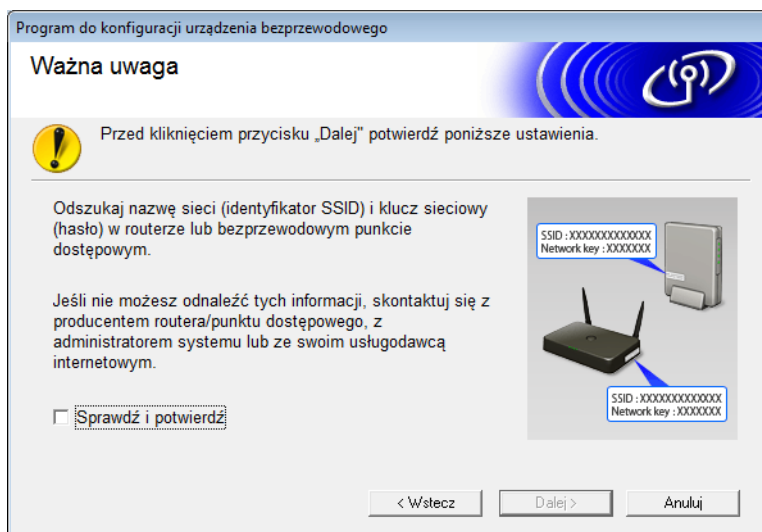 Program do konfiguracji urządzenia bezprzewodowego
Ważna uwaga
Przed kliknięciem przycisku „Dalej" potwierdź poniższe ustawienia.
Odszukaj nazwę sieci (identyfikator SSID) i klucz sieciowy
(hasło) w routerze lub bezprzewodowym punkcie
dostępowym.
Jeśli nie możesz odnaleźć tych informacji, skontaktuj się z
producentem routera/punktu dostępowego, z
administratorem systemu lub ze swoim usługodawcą
internetowym.
SSID : XXXXXXXXXXXXX
Network key : XXXXXXX
SSID : XXXXXXXXXXXXX
Network key : XXXXXXX
Sprawdź i potwierdź
< Wstecz
Dalej >
Anuluj